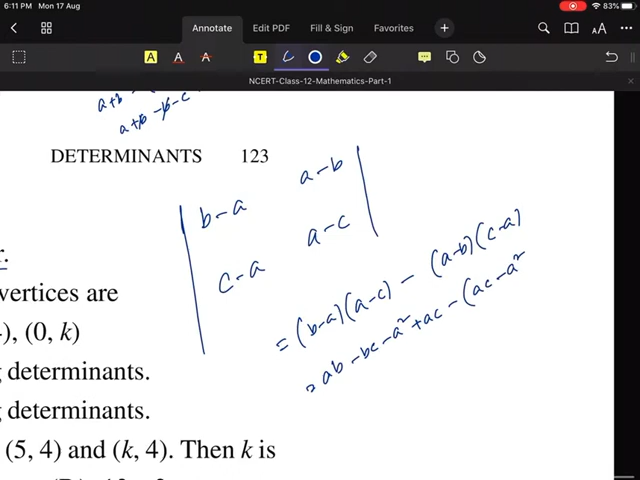 6:11 PM Mon 17 Aug 83%
Annotate Edit PDF Fill & Sign Favorites
NCERT-Class-12-Mathematics-Part-1
a+b
a+b-b-c
DETERMINANTS 123
b-a a-b
c-a a-c
= (b-a)(a-c) - (a-b)(c-a)
= ab-bc-a²+ac-(ac-a²
r.
vertices are
), (0, k)
g determinants.
g determinants.
(5, 4) and (k, 4). Then k is